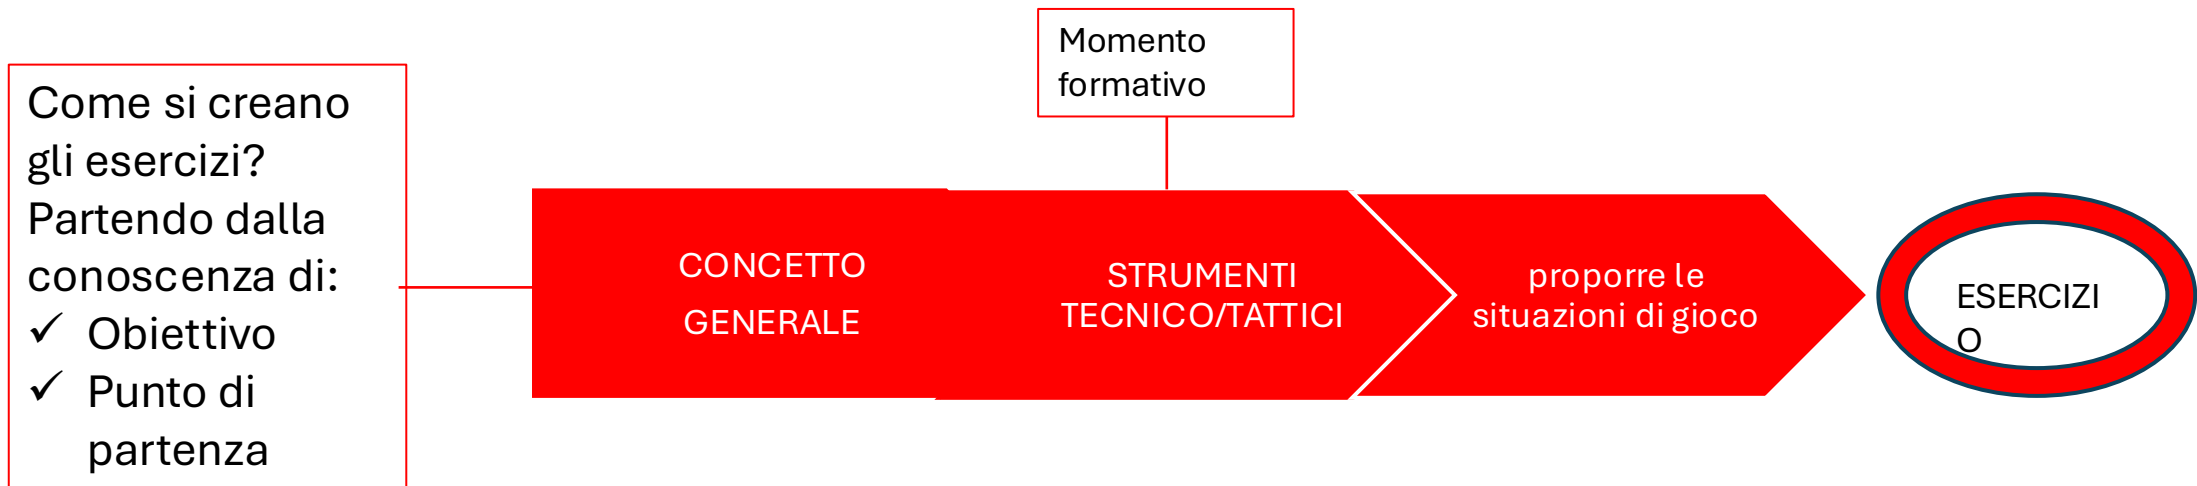 Come si creano
gli esercizi?
Partendo dalla
conoscenza di:
✓ Obiettivo
✓ Punto di
partenza
Momento
formativo
CONCETTO
GENERALE
STRUMENTI
TECNICO/TATTICI
proporre le
situazioni di gioco
ESERCIZI
O